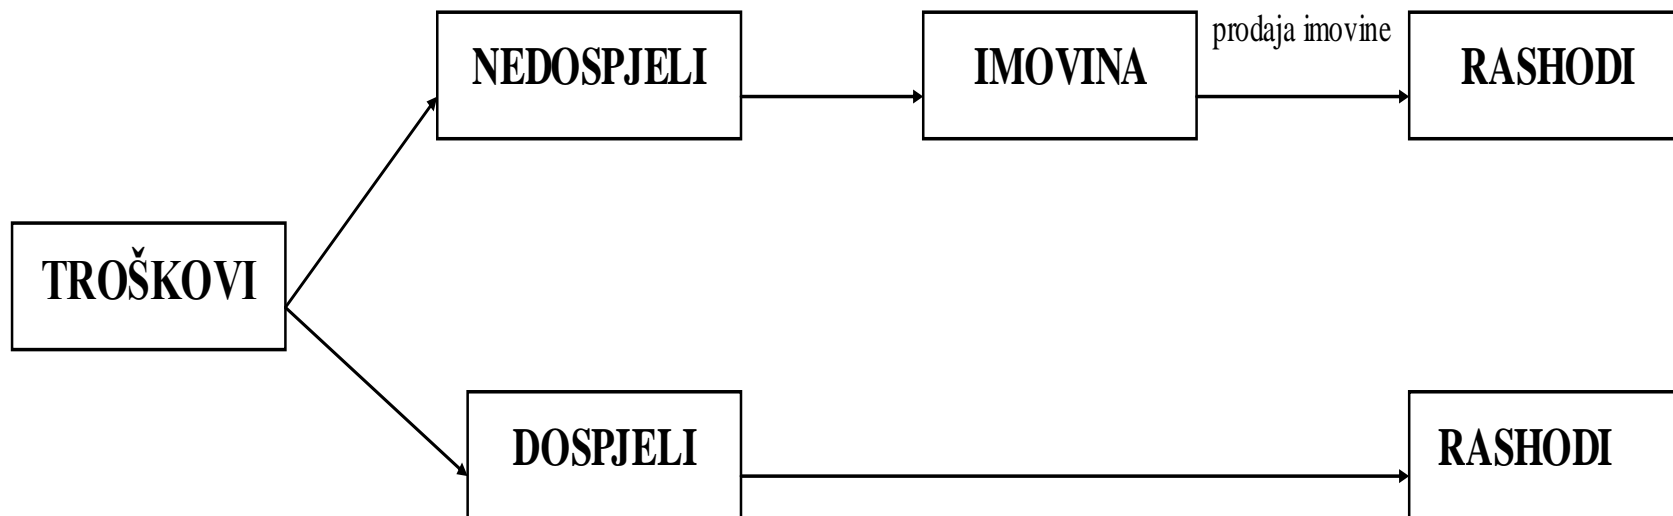 NEDOSPJELI
IMOVINA
prodaja imovine
RASHODI
TROŠKOVI
DOSPJELI
RASHODI